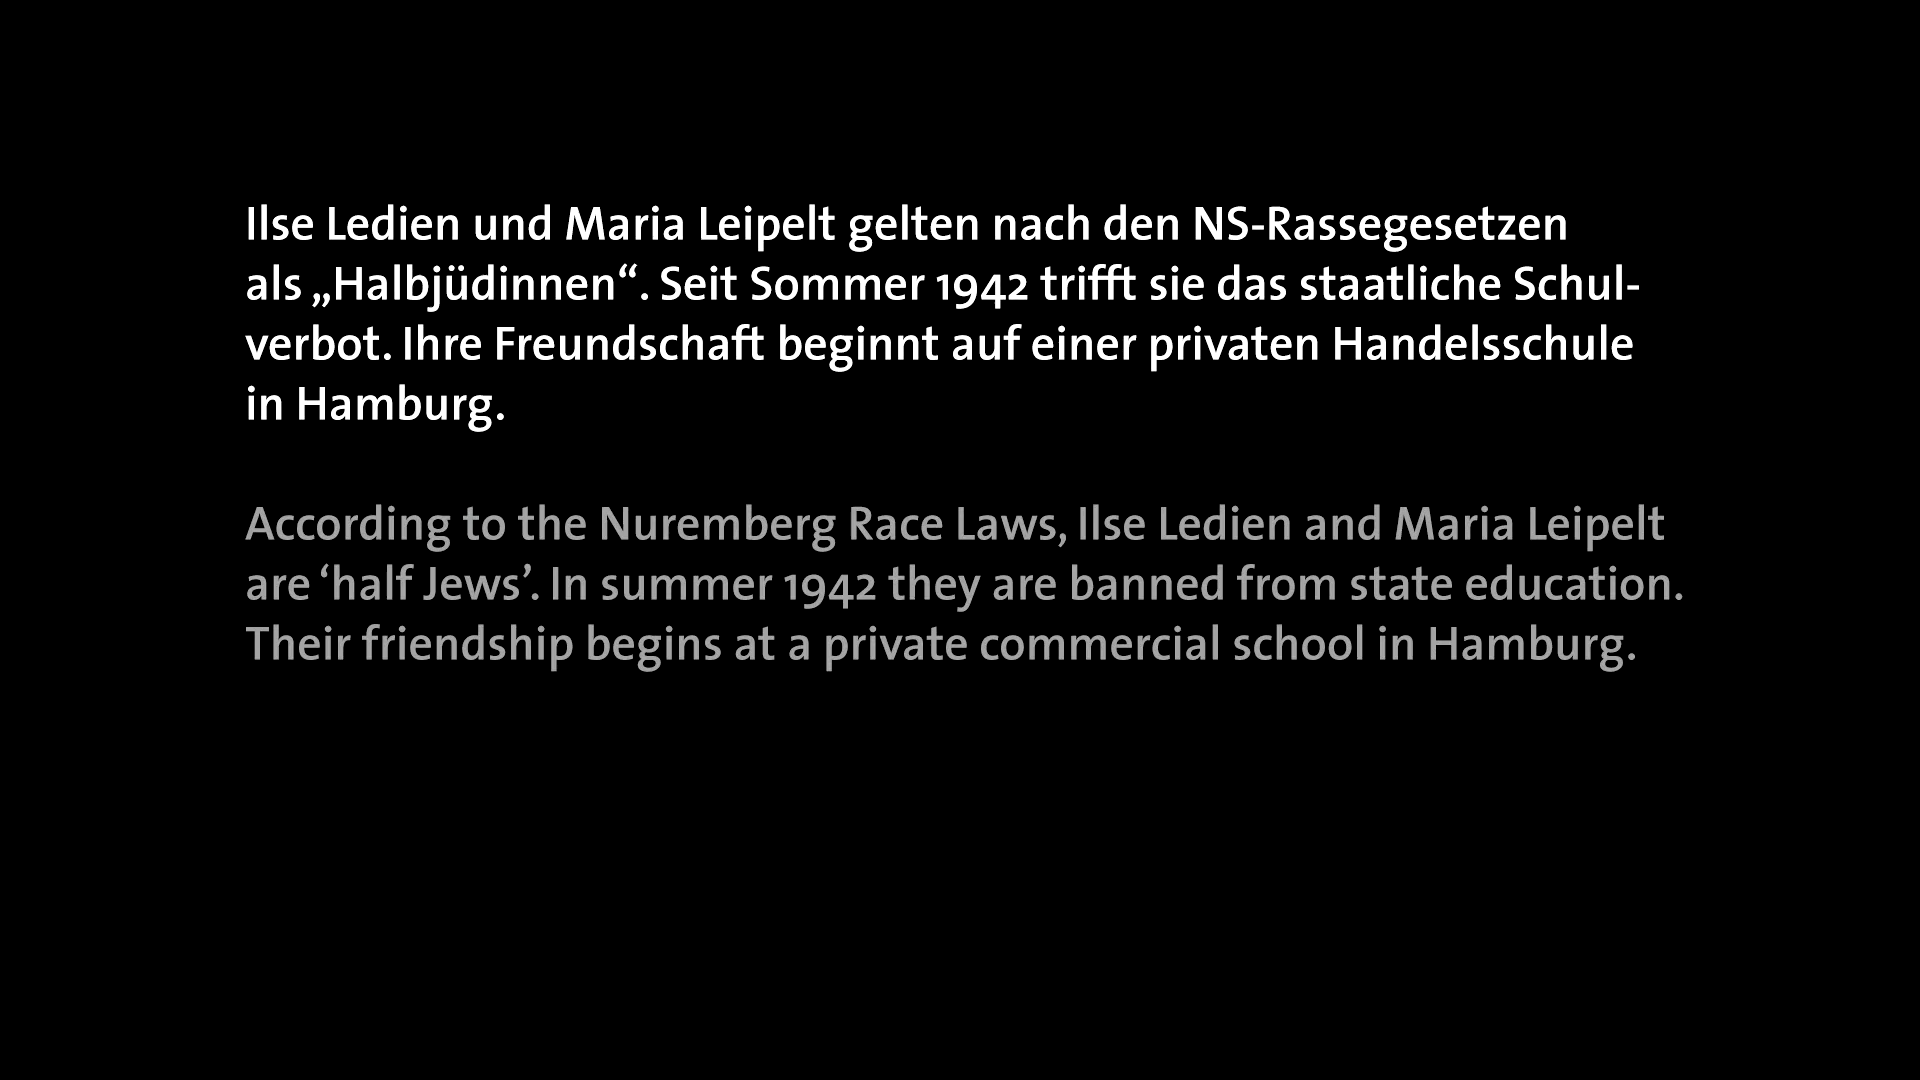 Ilse Ledien und Maria Leipelt gelten nach den NS-Rassegesetzen
als „Halbjüdinnen“. Seit Sommer 1942 trifft sie das staatliche Schul-
verbot. Ihre Freundschaft beginnt auf einer privaten Handelsschule
in Hamburg.
According to the Nuremberg Race Laws, Ilse Ledien and Maria Leipelt
are ‘half Jews’. In summer 1942 they are banned from state education.
Their friendship begins at a private commercial school in Hamburg.